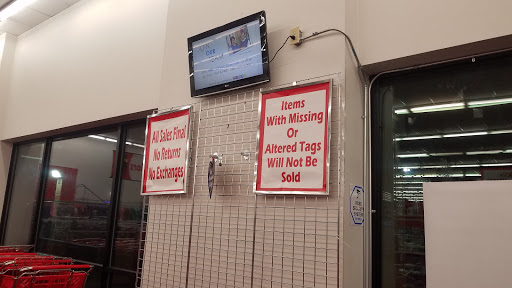 All Sales Final
No Returns
No Exchanges
Items
With Missing
Or
Altered Tags
Will Not Be
Sold